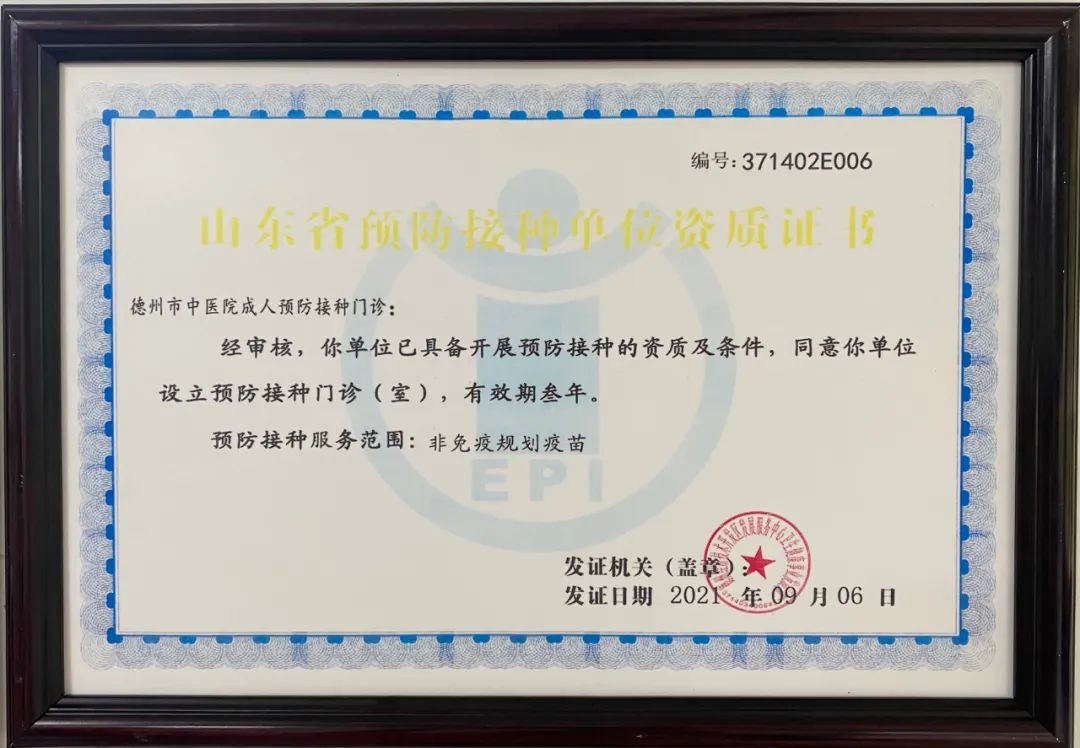 编号:371402E006
山东省预防接种单位资质证书
德州市中医院成人预防接种门诊:
经审核，你单位已具备开展预防接种的资质及条件，同意你单位
设立预防接种门诊（室），有效期叁年。
预防接种服务范围：非免疫规划疫苗
EPI
发证机关（盖章）:
发证日期 2021 年 09 月 06 日